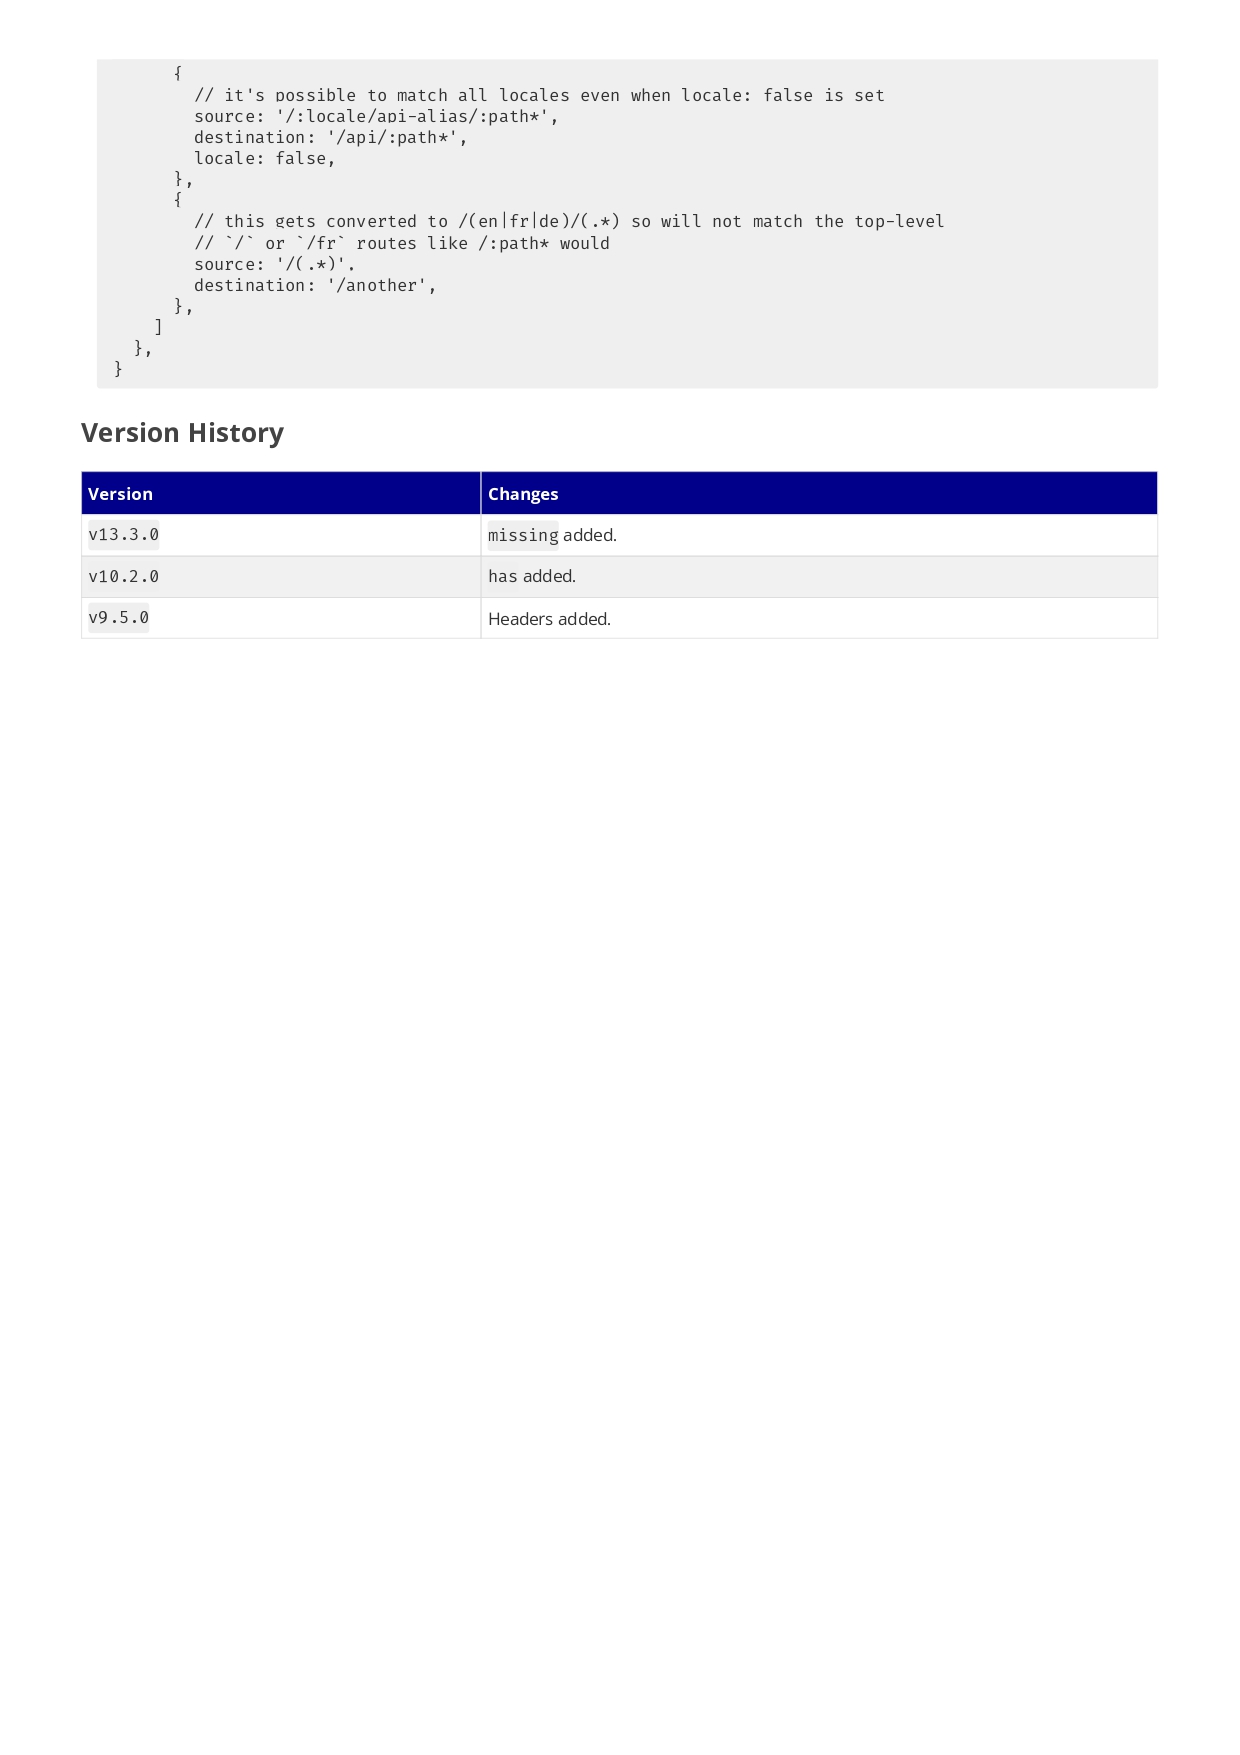 {
// it's possible to match all locales even when locale: false is set
source: '/:locale/api-alias/:path*',
destination: '/api/:path*',
locale: false,
},
{
// this gets converted to /(en|fr|de)/(.*) so will not match the top-level
// `/` or `/fr` routes like /:path* would
source: '/(.*)',
destination: '/another',
},
]
},
}
Version History
Version Changes
v13.3.0 missing added.
v10.2.0 has added.
v9.5.0 Headers added.